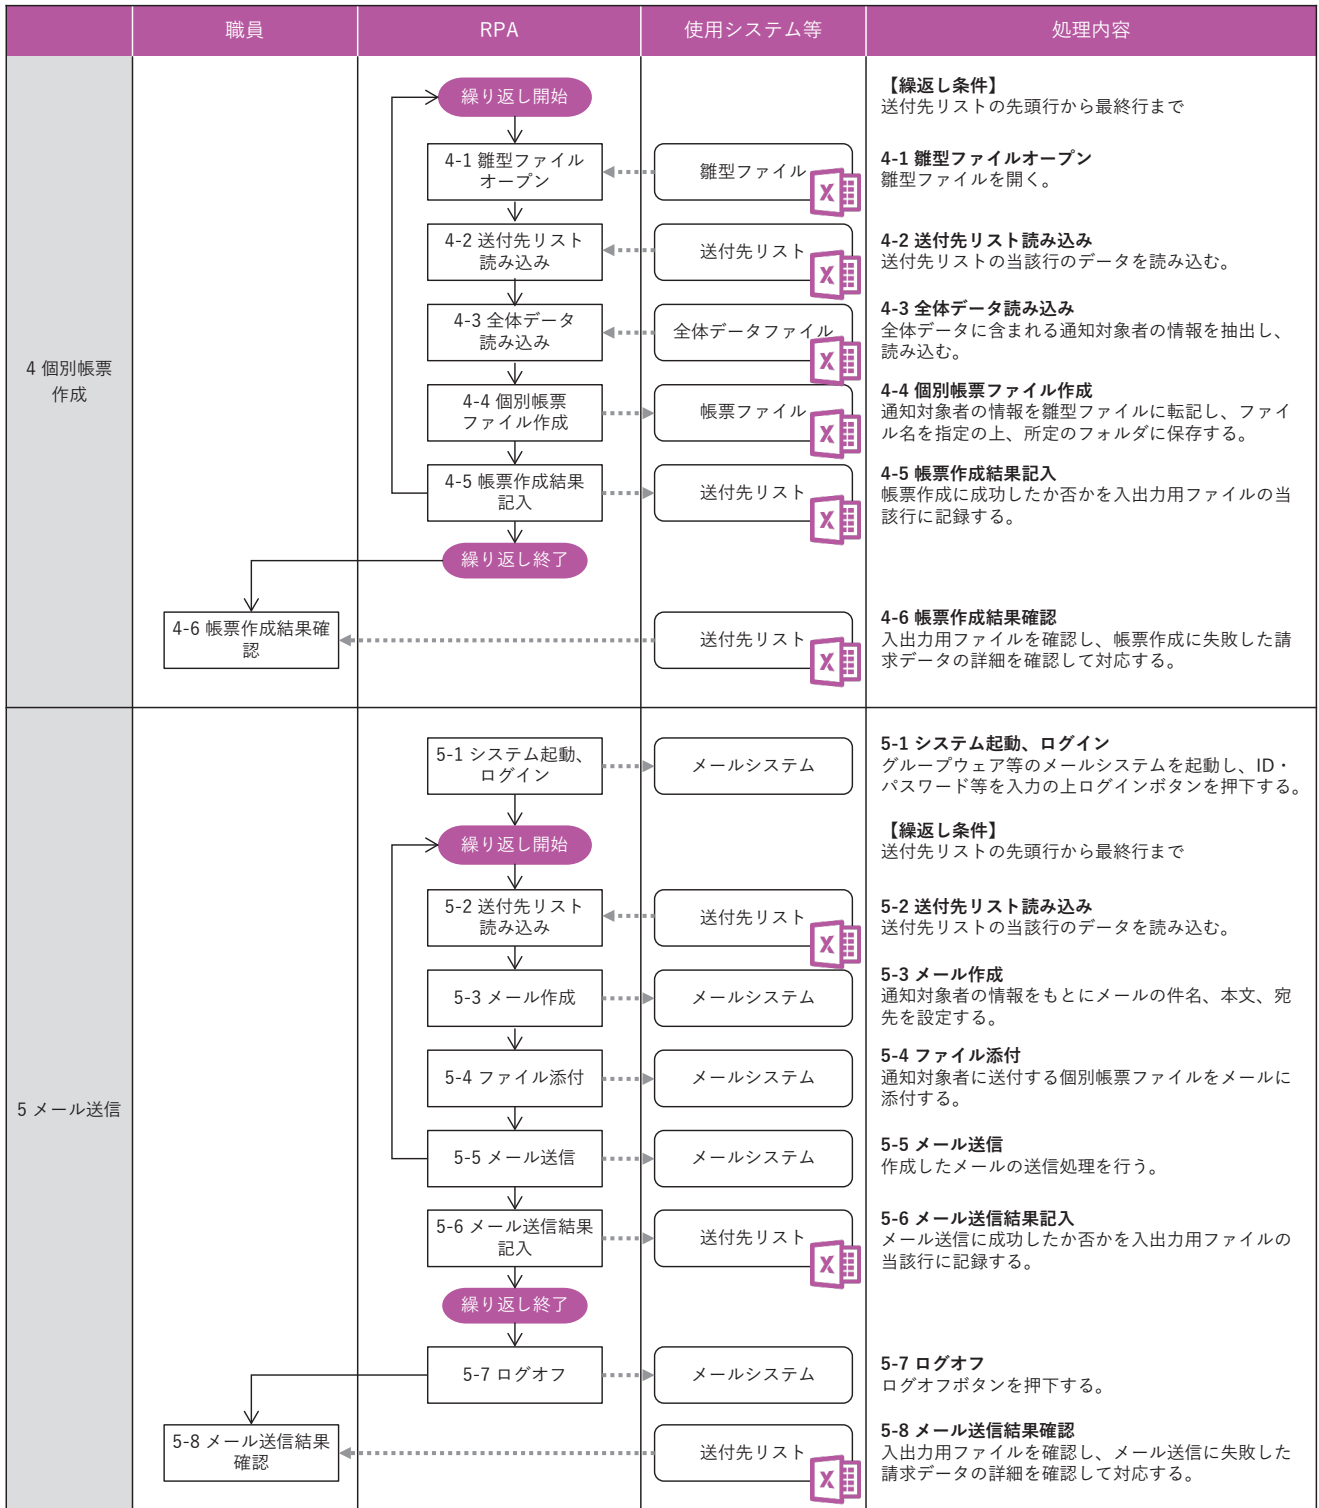 職員
RPA
使用システム等
処理内容
4 個別帳票
作成
繰り返し開始
【繰返し条件】
送付先リストの先頭行から最終行まで
4-1 雛型ファイル
オープン
雛型ファイル
X
4-1 雛型ファイルオープン
雛型ファイルを開く。
4-2 送付先リスト
読み込み
送付先リスト
X
4-2 送付先リスト読み込み
送付先リストの当該行のデータを読み込む。
4-3 全体データ
読み込み
全体データファイル
X
4-3 全体データ読み込み
全体データに含まれる通知対象者の情報を抽出し、
読み込む。
4-4 個別帳票
ファイル作成
帳票ファイル
X
4-4 個別帳票ファイル作成
通知対象者の情報を雛型ファイルに転記し、ファイ
ル名を指定の上、所定のフォルダに保存する。
4-5 帳票作成結果
記入
送付先リスト
X
4-5 帳票作成結果記入
帳票作成に成功したか否かを入出力用ファイルの当
該行に記録する。
繰り返し終了
4-6 帳票作成結果確
認
送付先リスト
X
4-6 帳票作成結果確認
入出力用ファイルを確認し、帳票作成に失敗した請
求データの詳細を確認して対応する。
5 メール送信
5-1 システム起動、
ログイン
メールシステム
5-1 システム起動、ログイン
グループウェア等のメールシステムを起動し、ID・
パスワード等を入力の上ログインボタンを押下する。
繰り返し開始
【繰返し条件】
送付先リストの先頭行から最終行まで
5-2 送付先リスト
読み込み
送付先リスト
X
5-2 送付先リスト読み込み
送付先リストの当該行のデータを読み込む。
5-3 メール作成
メールシステム
5-3 メール作成
通知対象者の情報をもとにメールの件名、本文、宛
先を設定する。
5-4 ファイル添付
メールシステム
5-4 ファイル添付
通知対象者に送付する個別帳票ファイルをメールに
添付する。
5-5 メール送信
メールシステム
5-5 メール送信
作成したメールの送信処理を行う。
5-6 メール送信結果
記入
送付先リスト
X
5-6 メール送信結果記入
メール送信に成功したか否かを入出力用ファイルの
当該行に記録する。
繰り返し終了
5-7 ログオフ
メールシステム
5-7 ログオフ
ログオフボタンを押下する。
5-8 メール送信結果
確認
送付先リスト
X
5-8 メール送信結果確認
入出力用ファイルを確認し、メール送信に失敗した
請求データの詳細を確認して対応する。